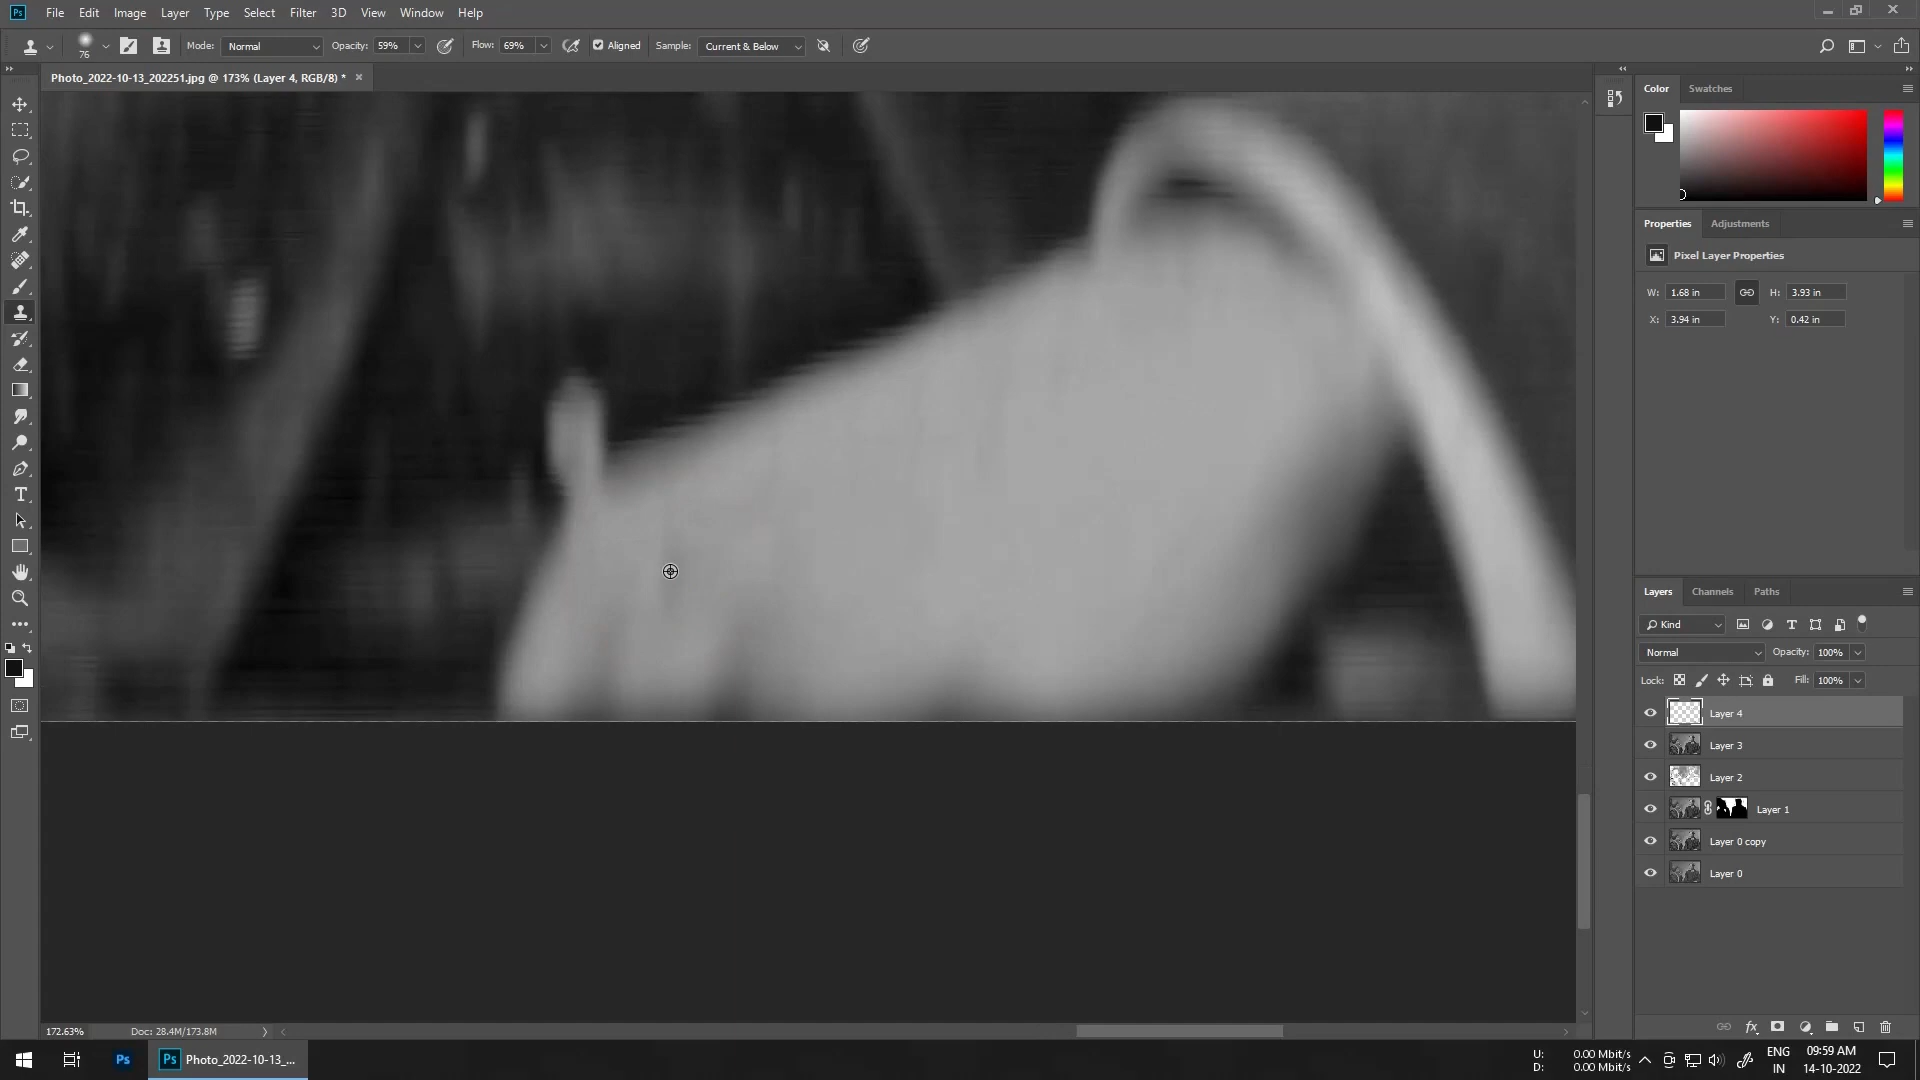 Ps File Edit Image Layer Type Select Filter 3D View Window Help
76 Mode: Normal Opacity: 59% Flow: 69% Aligned Sample: Current & Below
Photo_2022-10-13_202251.jpg @ 173% (Layer 4, RGB/8) *
Color Swatches
Properties Adjustments
Pixel Layer Properties
W: 1.68 in H: 3.93 in
X: 3.94 in Y: 0.42 in
Layers Channels Paths
Kind
Normal Opacity: 100%
Lock: Fill: 100%
Layer 4
Layer 3
Layer 2
Layer 1
Layer 0 copy
Layer 0
fx
172.63% Doc: 28.4M/173.8M
Ps Ps Photo_2022-10-13_...
U: 0.00 Mbit/s
D: 0.00 Mbit/s
ENG
IN
09:59 AM
14-10-2022